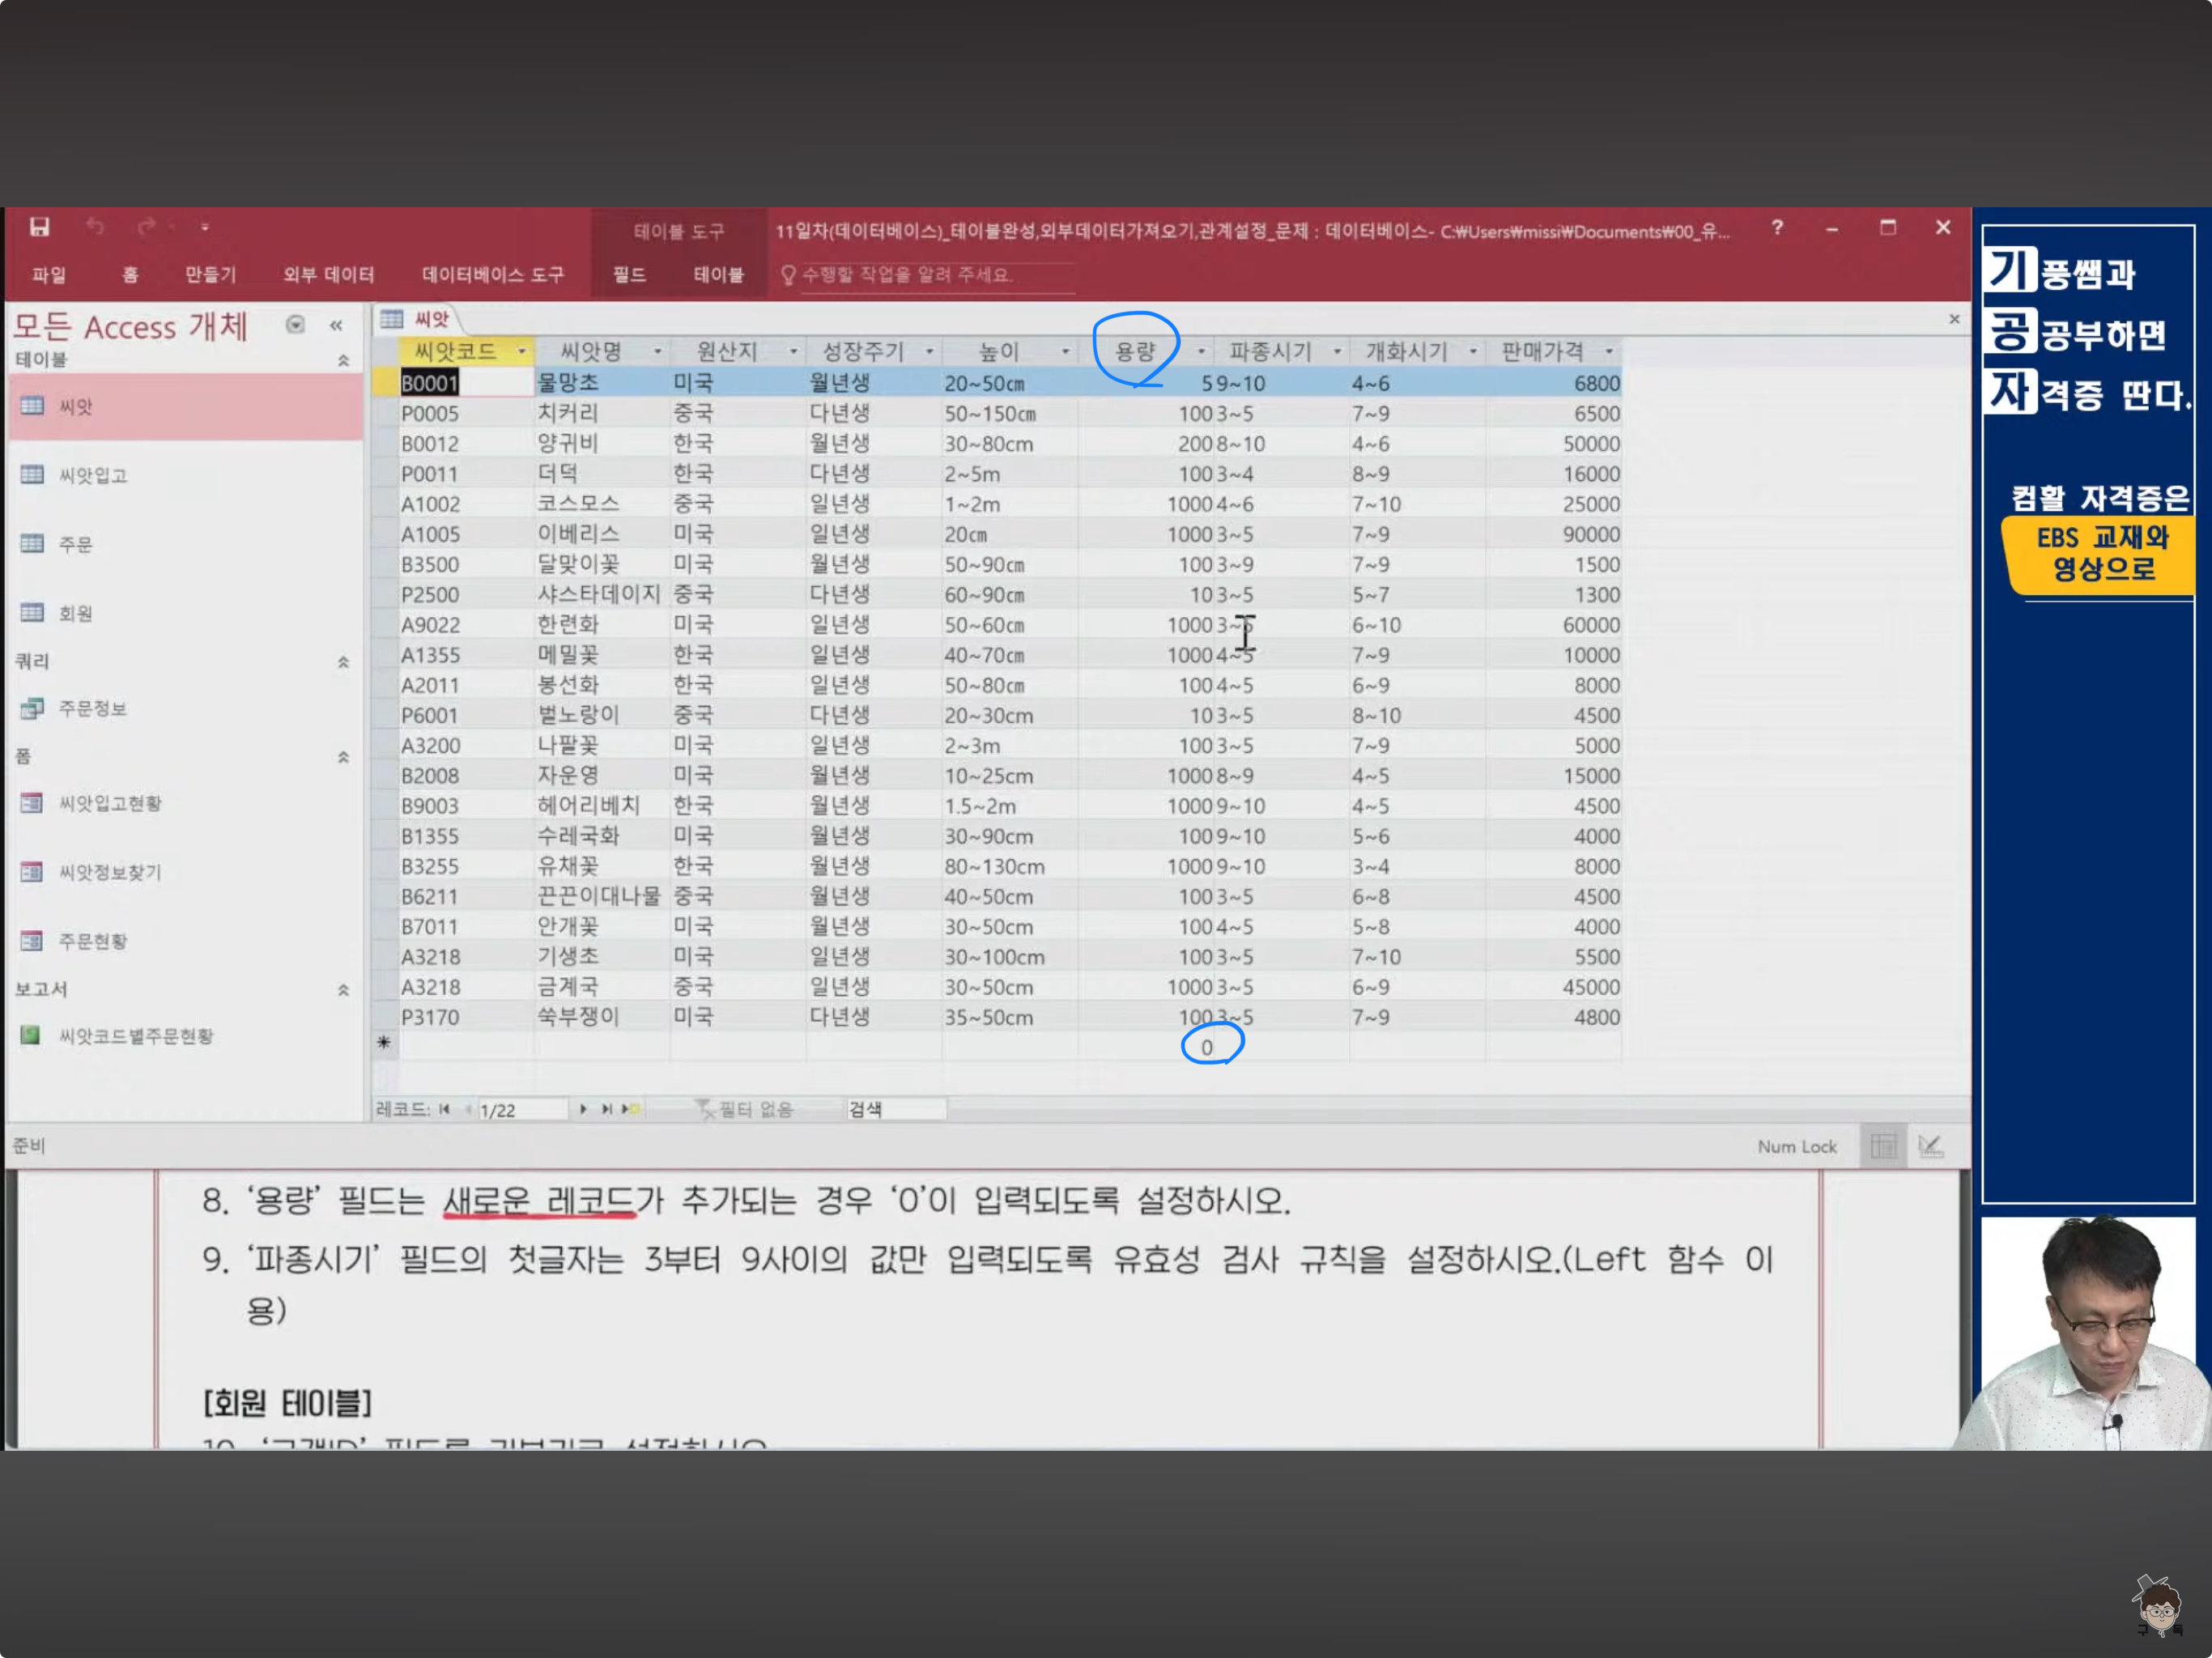 테이블 도구
11일차(데이터베이스)_테이블완성,외부데이터가져오기,관계설정_문제 : 데이터베이스- C:₩Users₩missi₩Documents₩00_유...
?
파일 홈 만들기 외부 데이터 데이터베이스 도구 필드 테이블 수행할 작업을 알려 주세요.
모든 Access 개체
테이블
씨앗
씨앗입고
주문
회원
쿼리
주문정보
폼
씨앗입고현황
씨앗정보찾기
주문현황
보고서
씨앗코드별주문현황
씨앗
씨앗코드 씨앗명 원산지 성장주기 높이 용량 파종시기 개화시기 판매가격
B0001 물망초 미국 월년생 20~50㎝ 5 9~10 4~6 6800
P0005 치커리 중국 다년생 50~150㎝ 100 3~5 7~9 6500
B0012 양귀비 한국 월년생 30~80cm 200 8~10 4~6 50000
P0011 더덕 한국 다년생 2~5m 100 3~4 8~9 16000
A1002 코스모스 중국 일년생 1~2m 1000 4~6 7~10 25000
A1005 이베리스 미국 일년생 20㎝ 1000 3~5 7~9 90000
B3500 달맞이꽃 미국 월년생 50~90㎝ 100 3~9 7~9 1500
P2500 샤스타데이지 중국 다년생 60~90㎝ 10 3~5 5~7 1300
A9022 한련화 미국 일년생 50~60㎝ 1000 3~5 6~10 60000
A1355 메밀꽃 한국 일년생 40~70㎝ 1000 4~5 7~9 10000
A2011 봉선화 한국 일년생 50~80㎝ 100 4~5 6~9 8000
P6001 벌노랑이 중국 다년생 20~30cm 10 3~5 8~10 4500
A3200 나팔꽃 미국 일년생 2~3m 100 3~5 7~9 5000
B2008 자운영 미국 월년생 10~25cm 1000 8~9 4~5 15000
B9003 헤어리베치 한국 월년생 1.5~2m 1000 9~10 4~5 4500
B1355 수레국화 미국 월년생 30~90cm 100 9~10 5~6 4000
B3255 유채꽃 한국 월년생 80~130cm 1000 9~10 3~4 8000
B6211 끈끈이대나물 중국 월년생 40~50cm 100 3~5 6~8 4500
B7011 안개꽃 미국 월년생 30~50cm 100 4~5 5~8 4000
A3218 기생초 미국 일년생 30~100cm 100 3~5 7~10 5500
A3218 금계국 중국 일년생 30~50cm 1000 3~5 6~9 45000
P3170 쑥부쟁이 미국 다년생 35~50cm 100 3~5 7~9 4800
0
레코드: 1/22 필터 없음 검색
준비
Num Lock
8. ‘용량’ 필드는 새로운 레코드가 추가되는 경우 ‘0’이 입력되도록 설정하시오.
9. ‘파종시기’ 필드의 첫글자는 3부터 9사이의 값만 입력되도록 유효성 검사 규칙을 설정하시오.(Left 함수 이
용)
[회원 테이블]
기풍쌤과
공공부하면
자격증 딴다.
컴활 자격증은
EBS 교재와
영상으로
구 독